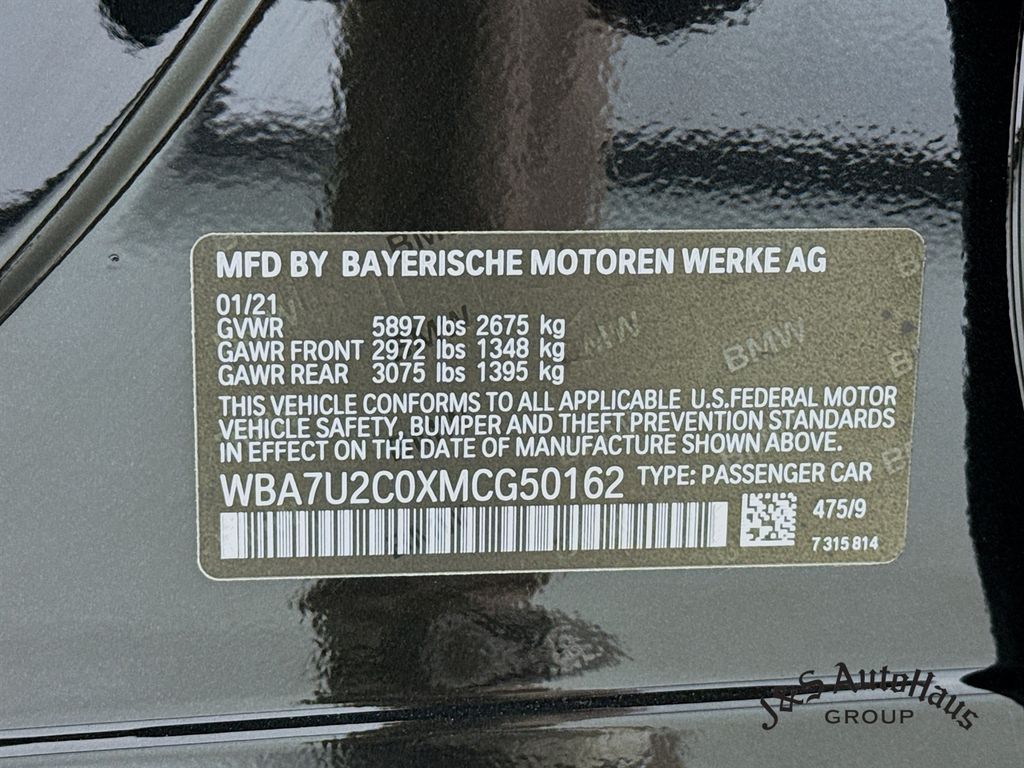 MFD BY BAYERISCHE MOTOREN WERKE AG
01/21
GVWR 5897 lbs 2675 kg
GAWR FRONT 2972 lbs 1348 kg
GAWR REAR 3075 lbs 1395 kg
THIS VEHICLE CONFORMS TO ALL APPLICABLE U.S.FEDERAL MOTOR
VEHICLE SAFETY, BUMPER AND THEFT PREVENTION STANDARDS
IN EFFECT ON THE DATE OF MANUFACTURE SHOWN ABOVE.
WBA7U2C0XMCG50162 TYPE: PASSENGER CAR
475/9
7 315 814
BMW
BMW
BMW
BMW
J&S AutoHaus
GROUP